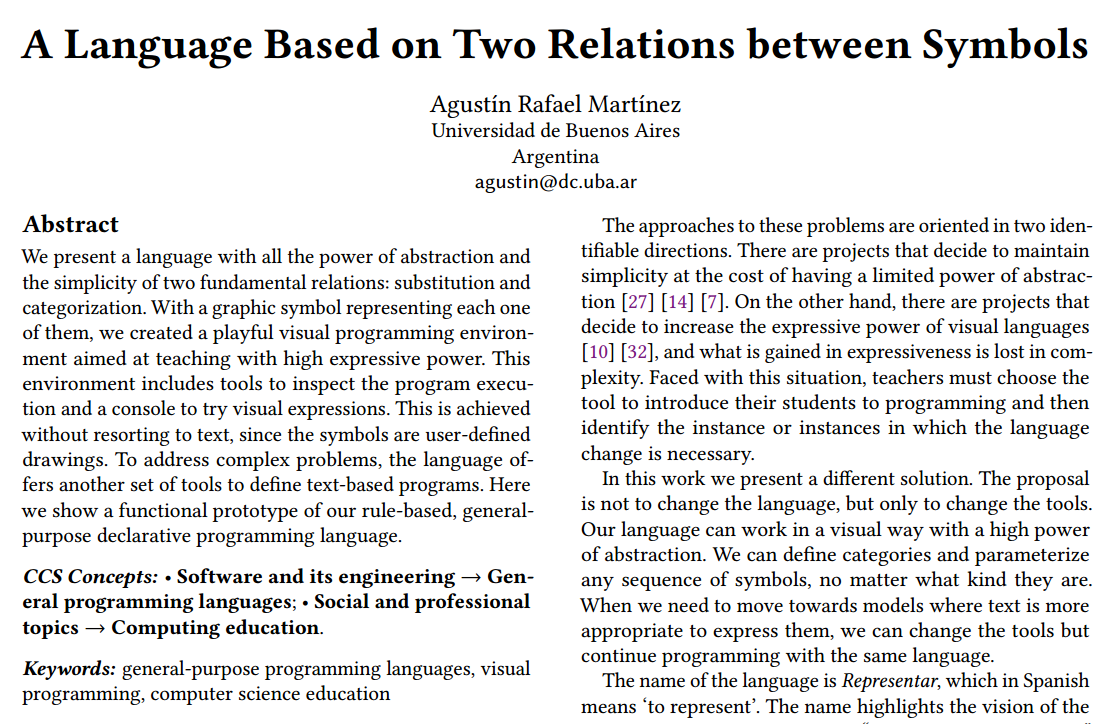 A Language Based on Two Relations between Symbols
Agustín Rafael Martínez
Universidad de Buenos Aires
Argentina
agustin@dc.uba.ar
Abstract
We present a language with all the power of abstraction and
the simplicity of two fundamental relations: substitution and
categorization. With a graphic symbol representing each one
of them, we created a playful visual programming environ-
ment aimed at teaching with high expressive power. This
environment includes tools to inspect the program execu-
tion and a console to try visual expressions. This is achieved
without resorting to text, since the symbols are user-defined
drawings. To address complex problems, the language of-
fers another set of tools to define text-based programs. Here
we show a functional prototype of our rule-based, general-
purpose declarative programming language.
CCS Concepts: • Software and its engineering → Gen-
eral programming languages; • Social and professional
topics → Computing education.
Keywords: general-purpose programming languages, visual
programming, computer science education
The approaches to these problems are oriented in two iden-
tifiable directions. There are projects that decide to maintain
simplicity at the cost of having a limited power of abstrac-
tion [27] [14] [7]. On the other hand, there are projects that
decide to increase the expressive power of visual languages
[10] [32], and what is gained in expressiveness is lost in com-
plexity. Faced with this situation, teachers must choose the
tool to introduce their students to programming and then
identify the instance or instances in which the language
change is necessary.
In this work we present a different solution. The proposal
is not to change the language, but only to change the tools.
Our language can work in a visual way with a high power
of abstraction. We can define categories and parameterize
any sequence of symbols, no matter what kind they are.
When we need to move towards models where text is more
appropriate to express them, we can change the tools but
continue programming with the same language.
The name of the language is Representar, which in Spanish
means ‘to represent’. The name highlights the vision of the